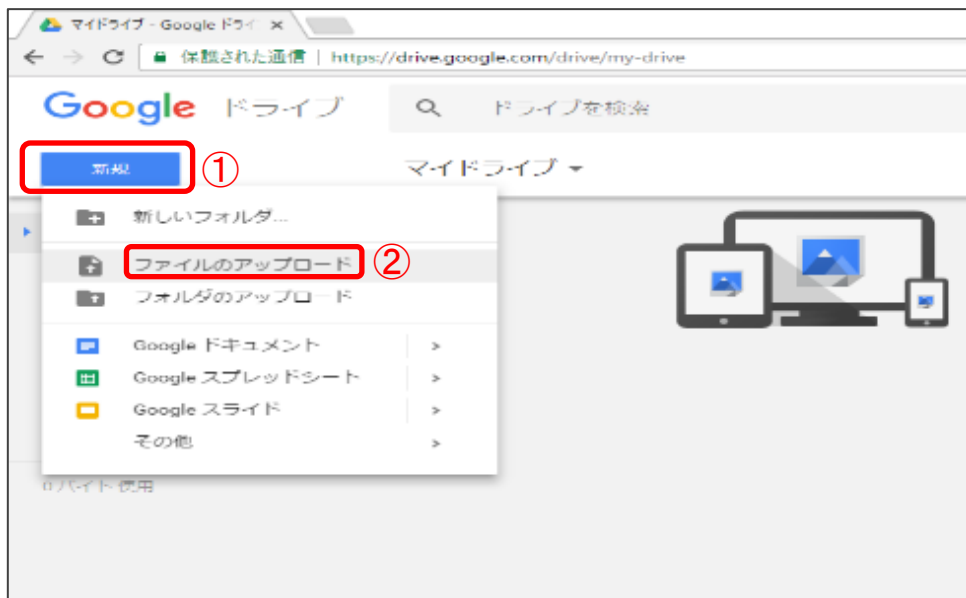 マイドライブ - Google ドライ
保護された通信 | https://drive.google.com/drive/my-drive
Google ドライブ
ドライブを検索
新規
①
マイドライブ
新しいフォルダ...
ファイルのアップロード
②
フォルダのアップロード
Google ドキュメント
Google スプレッドシート
Google スライド
その他
0 バイト 使用